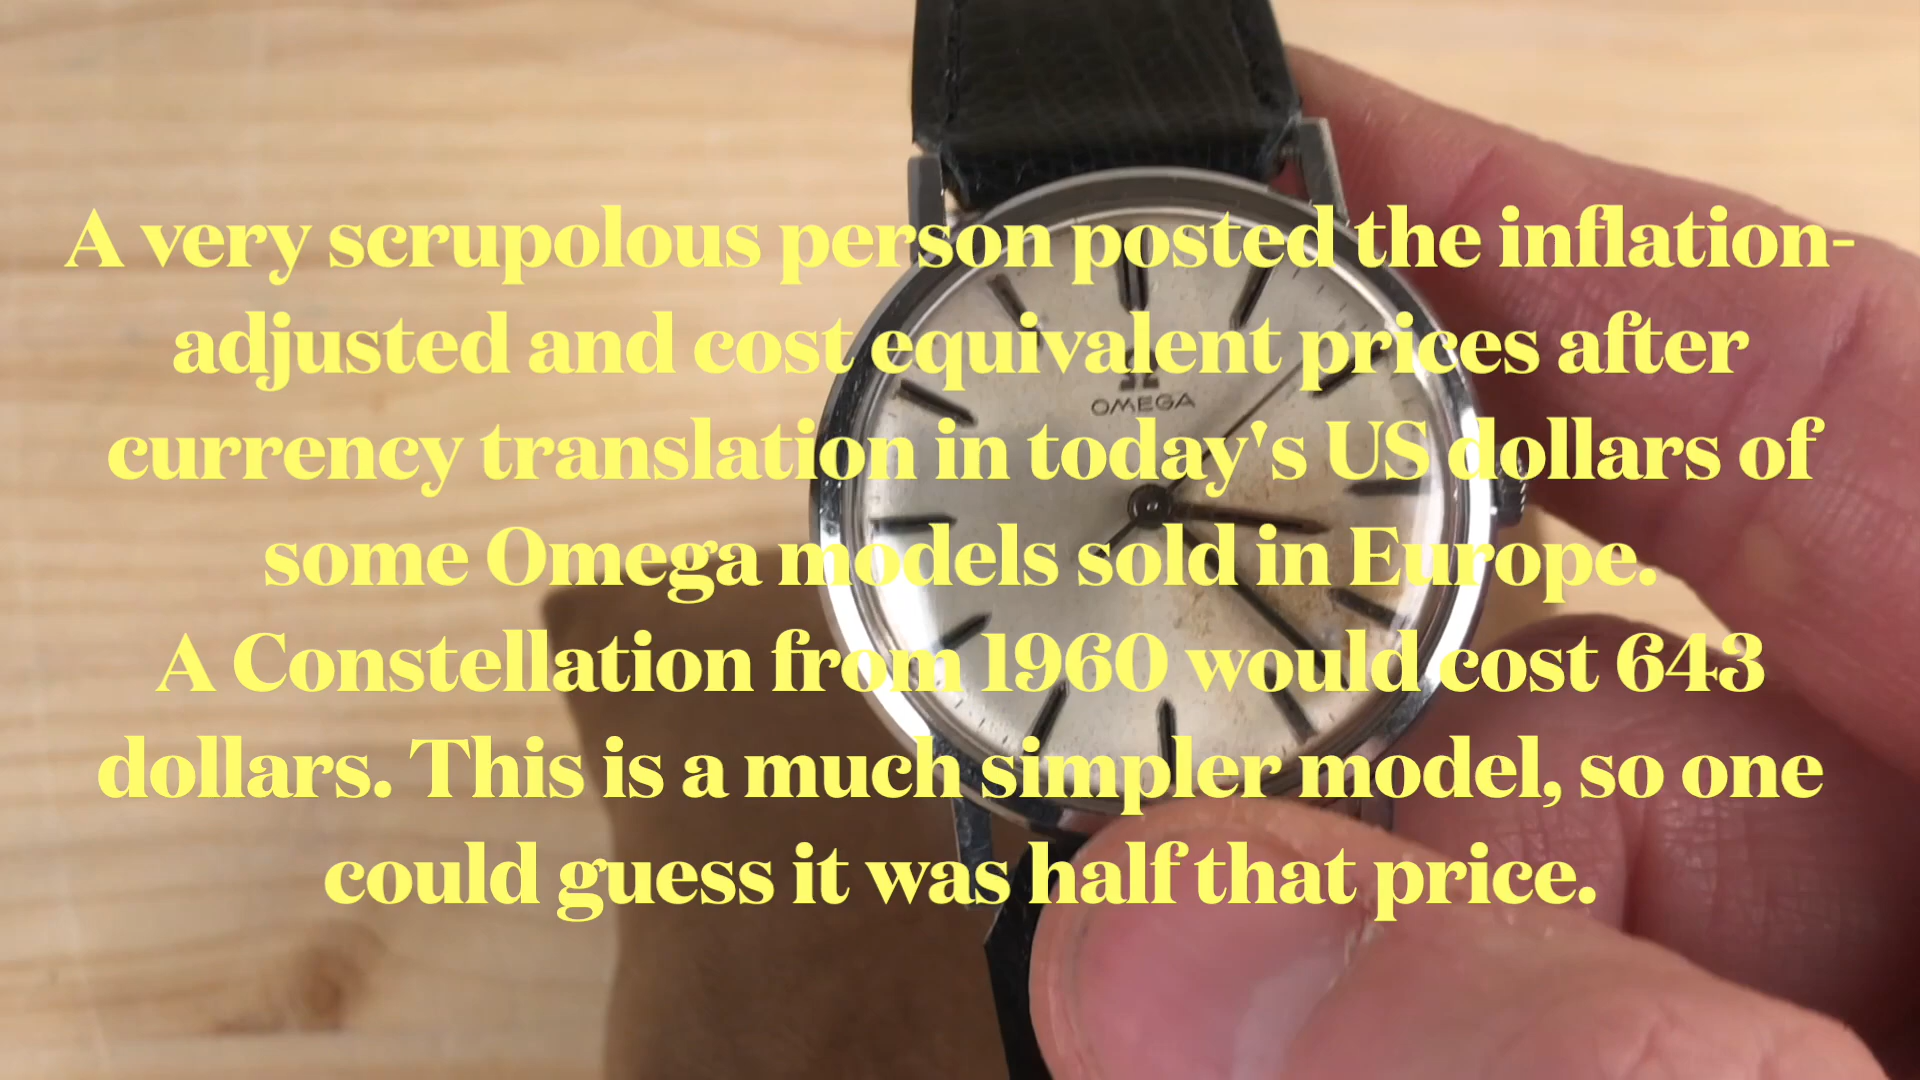 A very scrupolous person posted the inflation-
adjusted and cost equivalent prices after
currency translation in today's US dollars of
some Omega models sold in Europe.
A Constellation from 1960 would cost 643
dollars. This is a much simpler model, so one
could guess it was half that price.
Ω
OMEGA